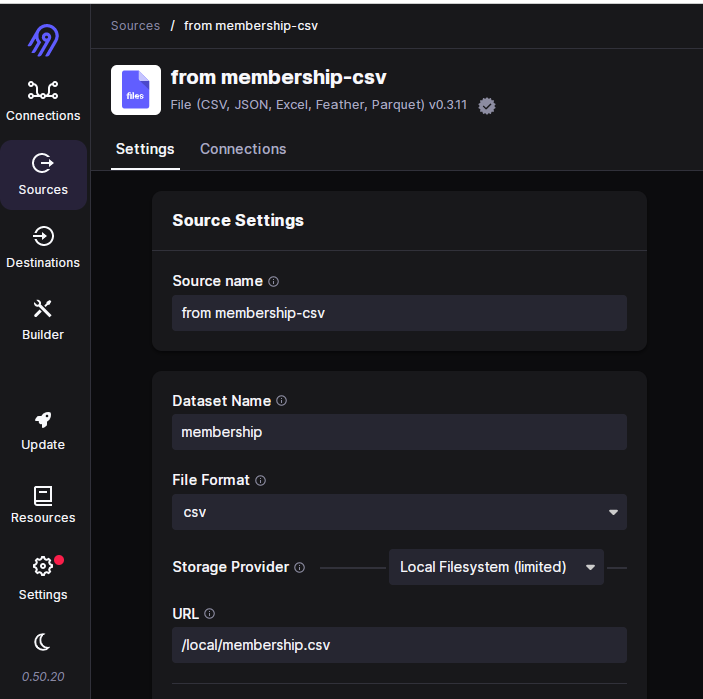 Sources / from membership-csv
files
from membership-csv
File (CSV, JSON, Excel, Feather, Parquet) v0.3.11
Settings
Connections
Connections
Sources
Destinations
Builder
Update
Resources
Settings
0.50.20
Source Settings
Source name
from membership-csv
Dataset Name
membership
File Format
csv
Storage Provider
Local Filesystem (limited)
URL
/local/membership.csv